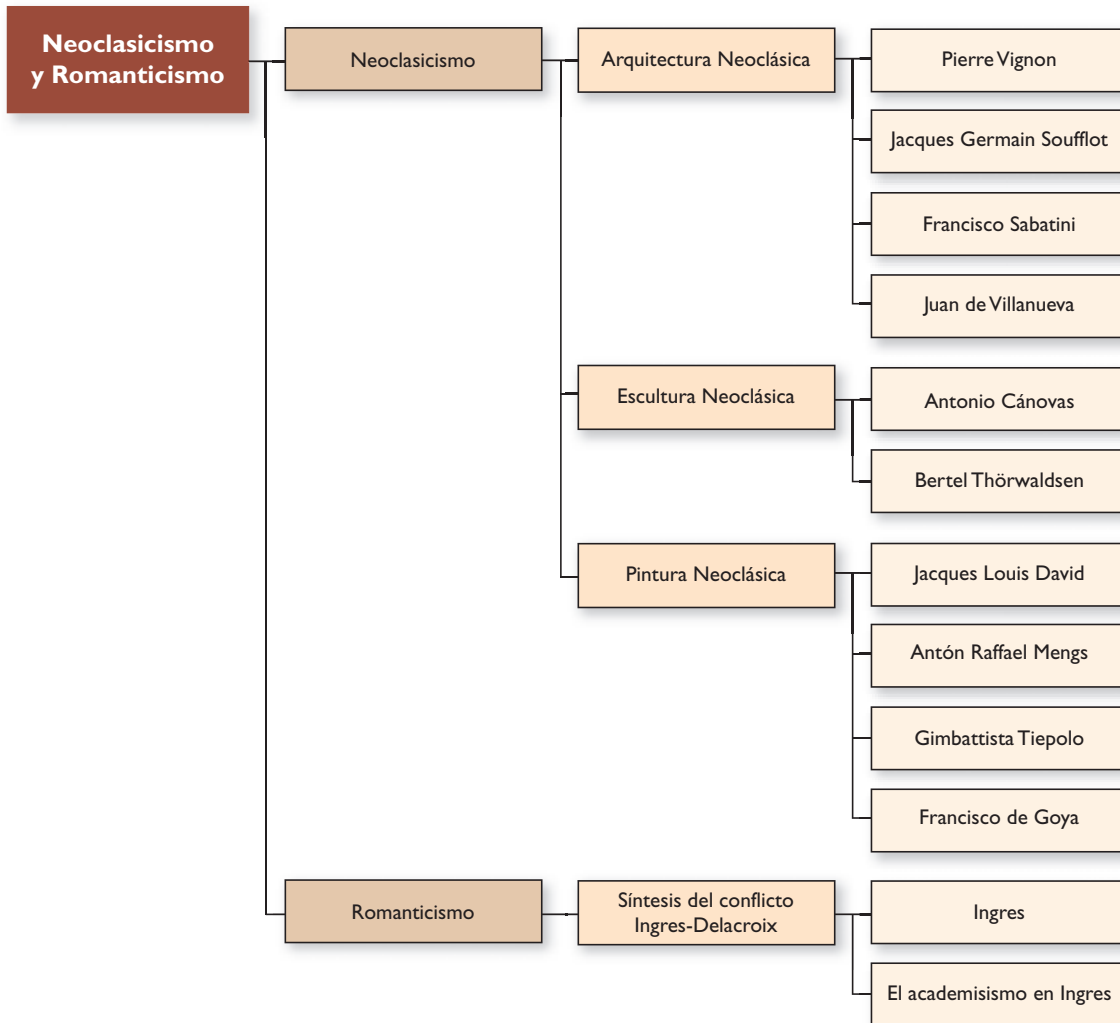 Neoclasicismo
y Romanticismo
Neoclasicismo
Arquitectura Neoclásica
Pierre Vignon
Jacques Germain Soufflot
Francisco Sabatini
Juan de Villanueva
Escultura Neoclásica
Antonio Cánovas
Bertel Thörwaldsen
Pintura Neoclásica
Jacques Louis David
Antón Raffael Mengs
Gimbattista Tiepolo
Francisco de Goya
Romanticismo
Síntesis del conflicto
Ingres-Delacroix
Ingres
El academisismo en Ingres